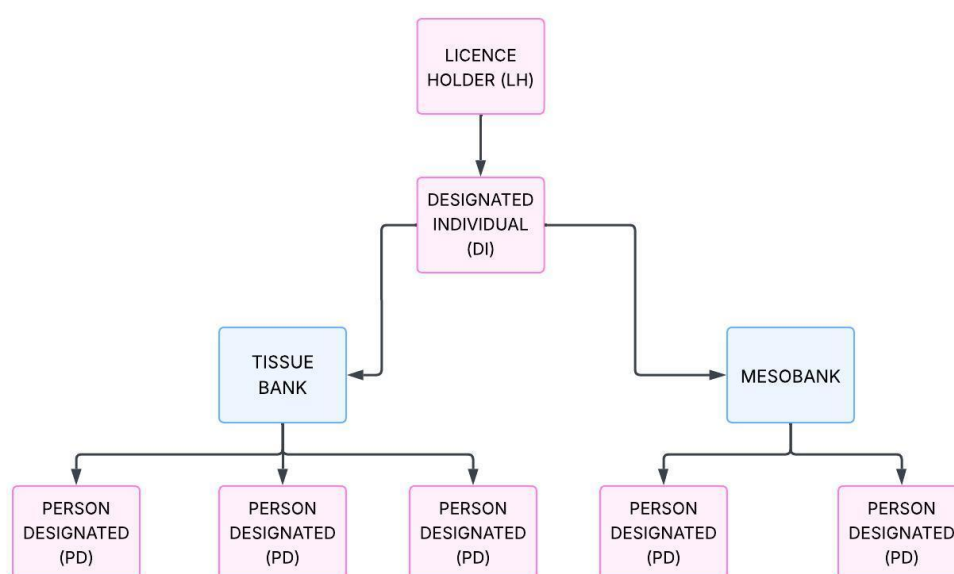 LICENCE
HOLDER (LH)
DESIGNATED
INDIVIDUAL
(DI)
TISSUE
BANK
MESOBANK
PERSON
DESIGNATED
(PD)
PERSON
DESIGNATED
(PD)
PERSON
DESIGNATED
(PD)
PERSON
DESIGNATED
(PD)
PERSON
DESIGNATED
(PD)